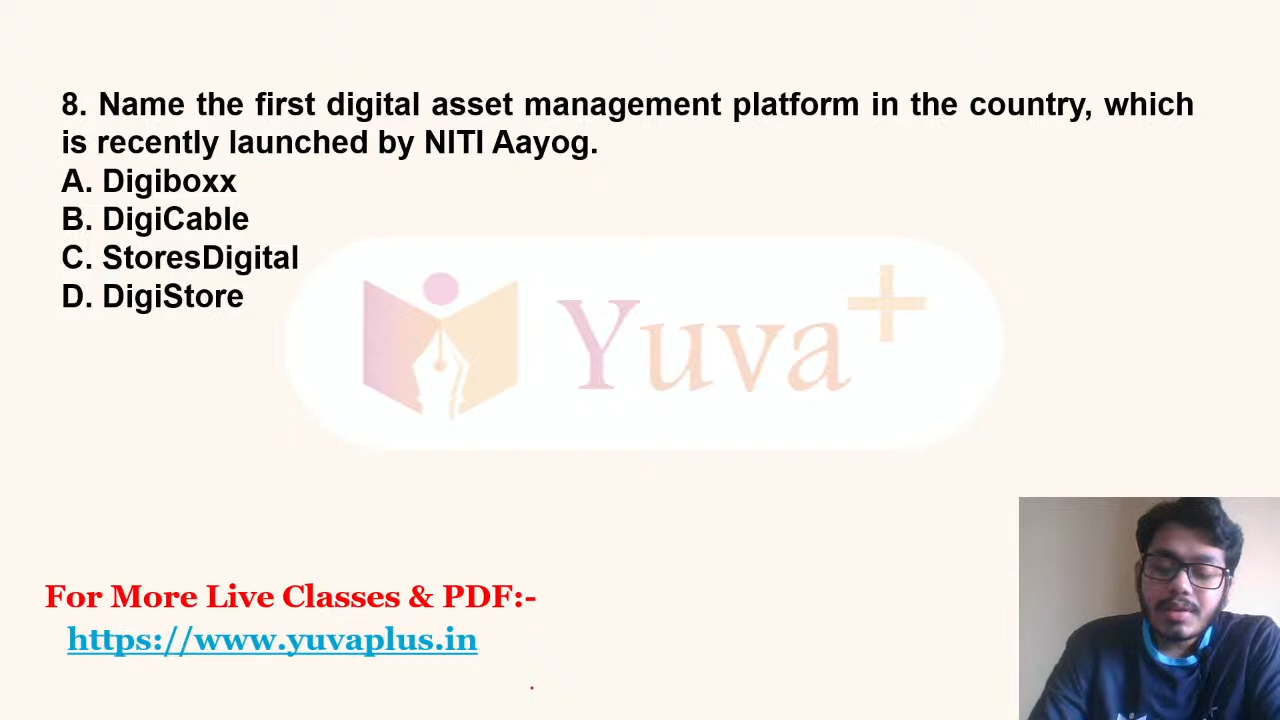 8. Name the first digital asset management platform in the country, which
is recently launched by NITI Aayog.
A. Digiboxx
B. DigiCable
C. StoresDigital
D. DigiStore
Yuva+
For More Live Classes & PDF:-
https://www.yuvaplus.in